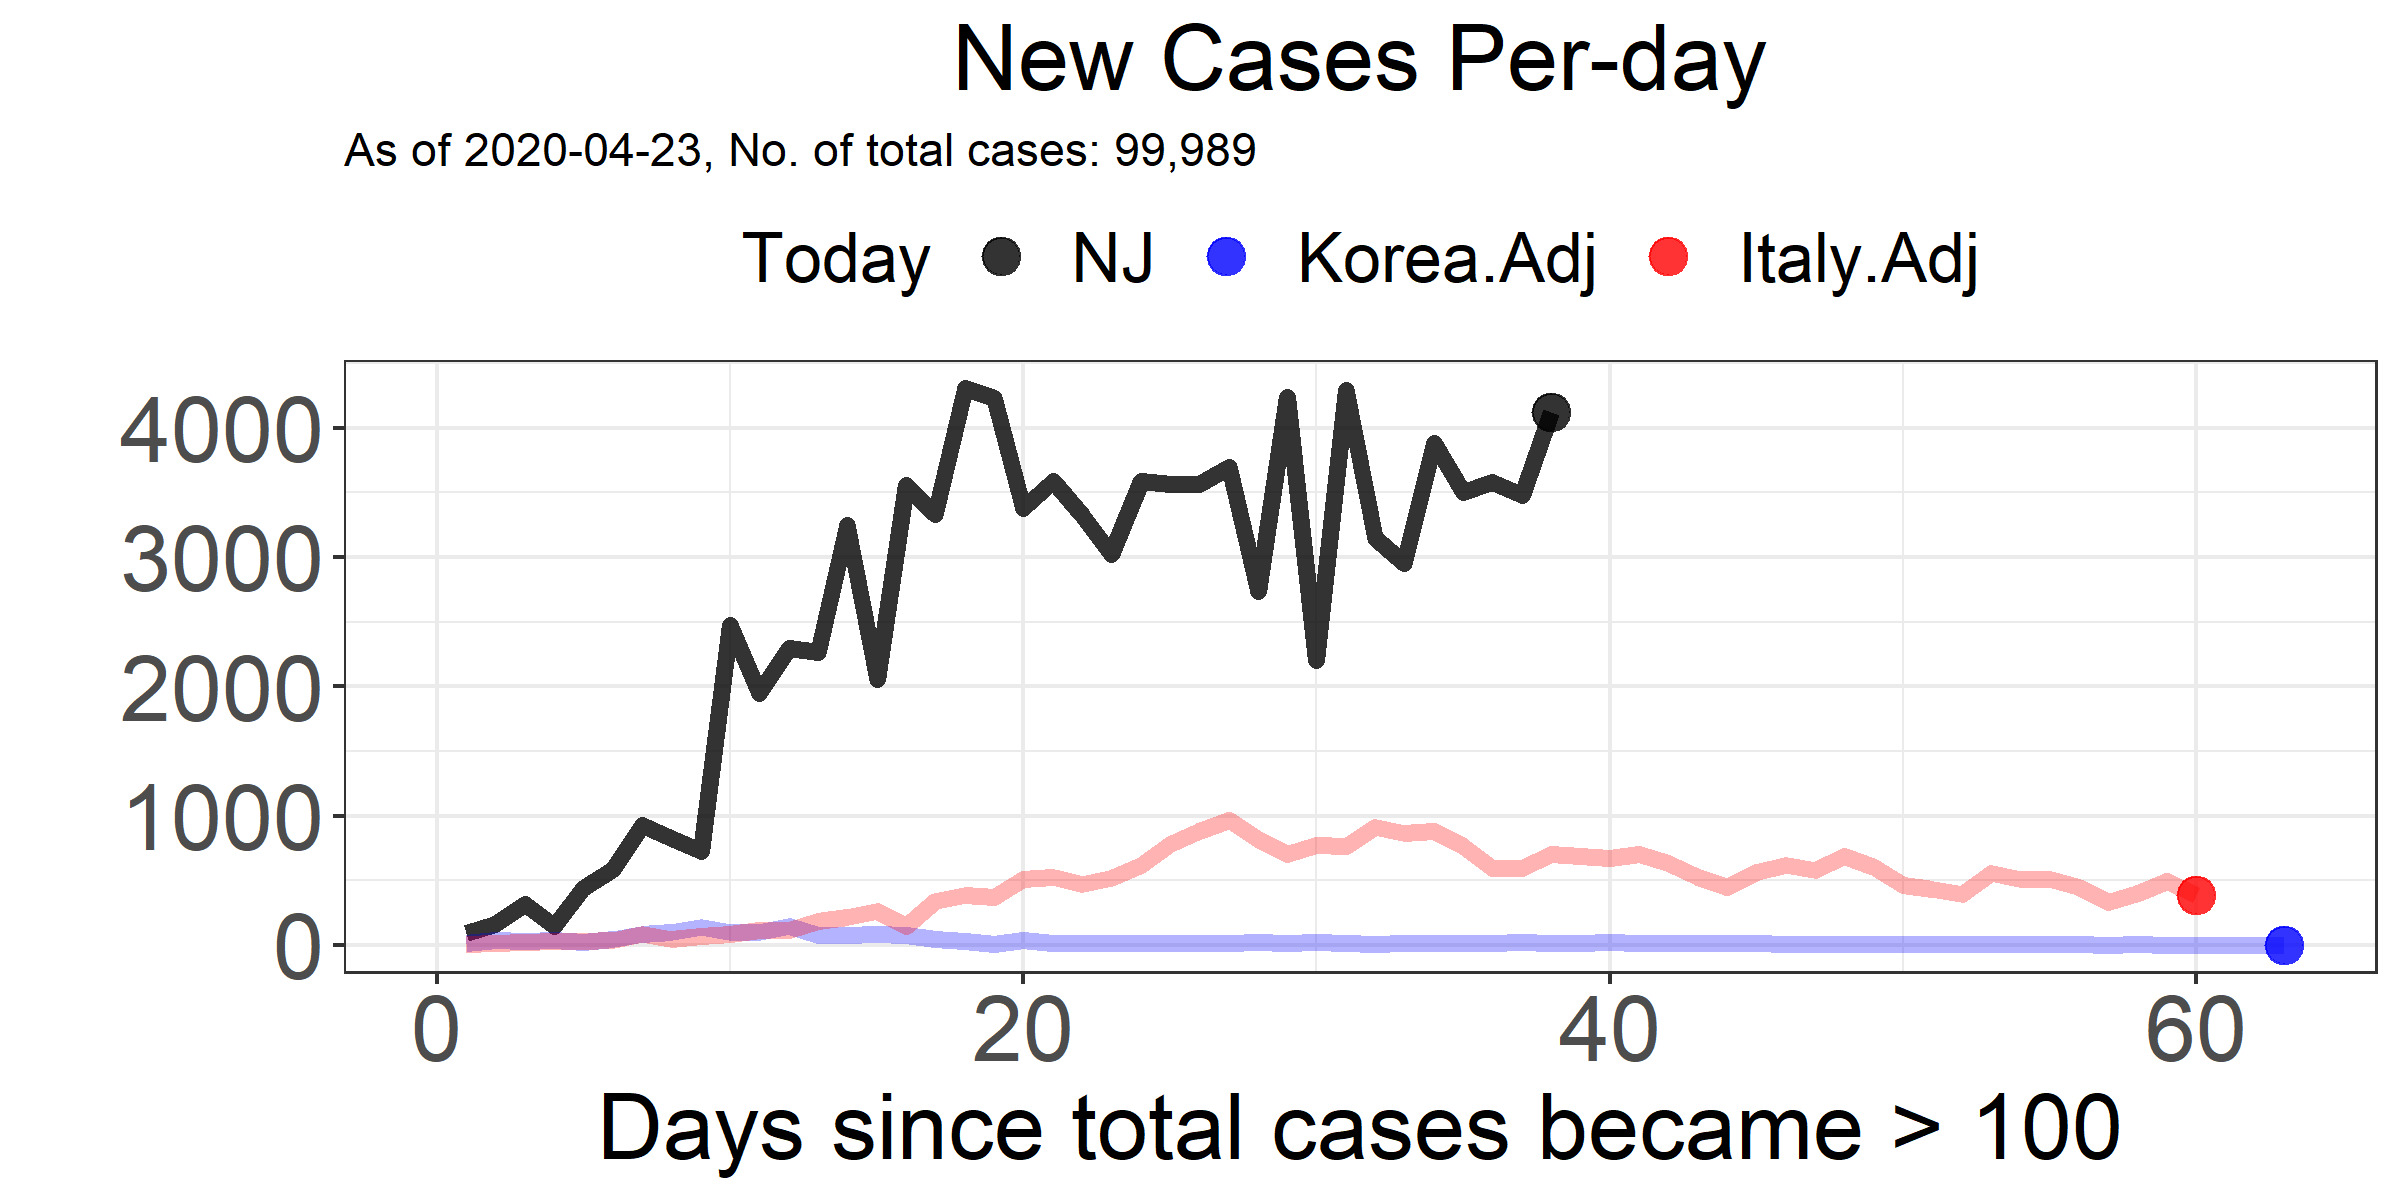 New Cases Per-day
As of 2020-04-23, No. of total cases: 99,989
Today NJ Korea.Adj Italy.Adj
4000
3000
2000
1000
0
0 20 40 60
Days since total cases became > 100